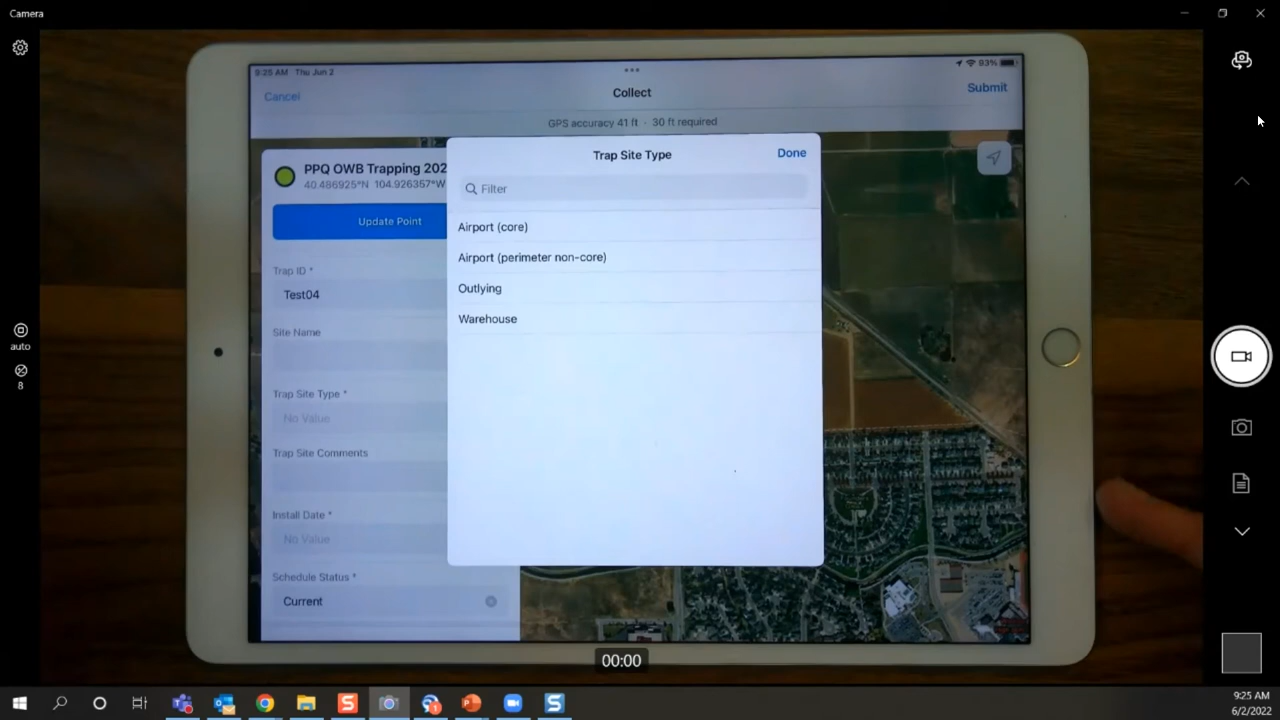 Camera
9:25 AM Thu Jun 2
93%
Cancel
Collect
Submit
GPS accuracy 41 ft · 30 ft required
PPQ OWB Trapping 202
40.486925°N 104.926357°W
Update Point
Trap ID *
Test04
Site Name
Trap Site Type *
No Value
Trap Site Comments
Install Date *
No Value
Schedule Status *
Current
Trap Site Type
Done
Filter
Airport (core)
Airport (perimeter non-core)
Outlying
Warehouse
auto
8
00:00
9:25 AM
6/2/2022